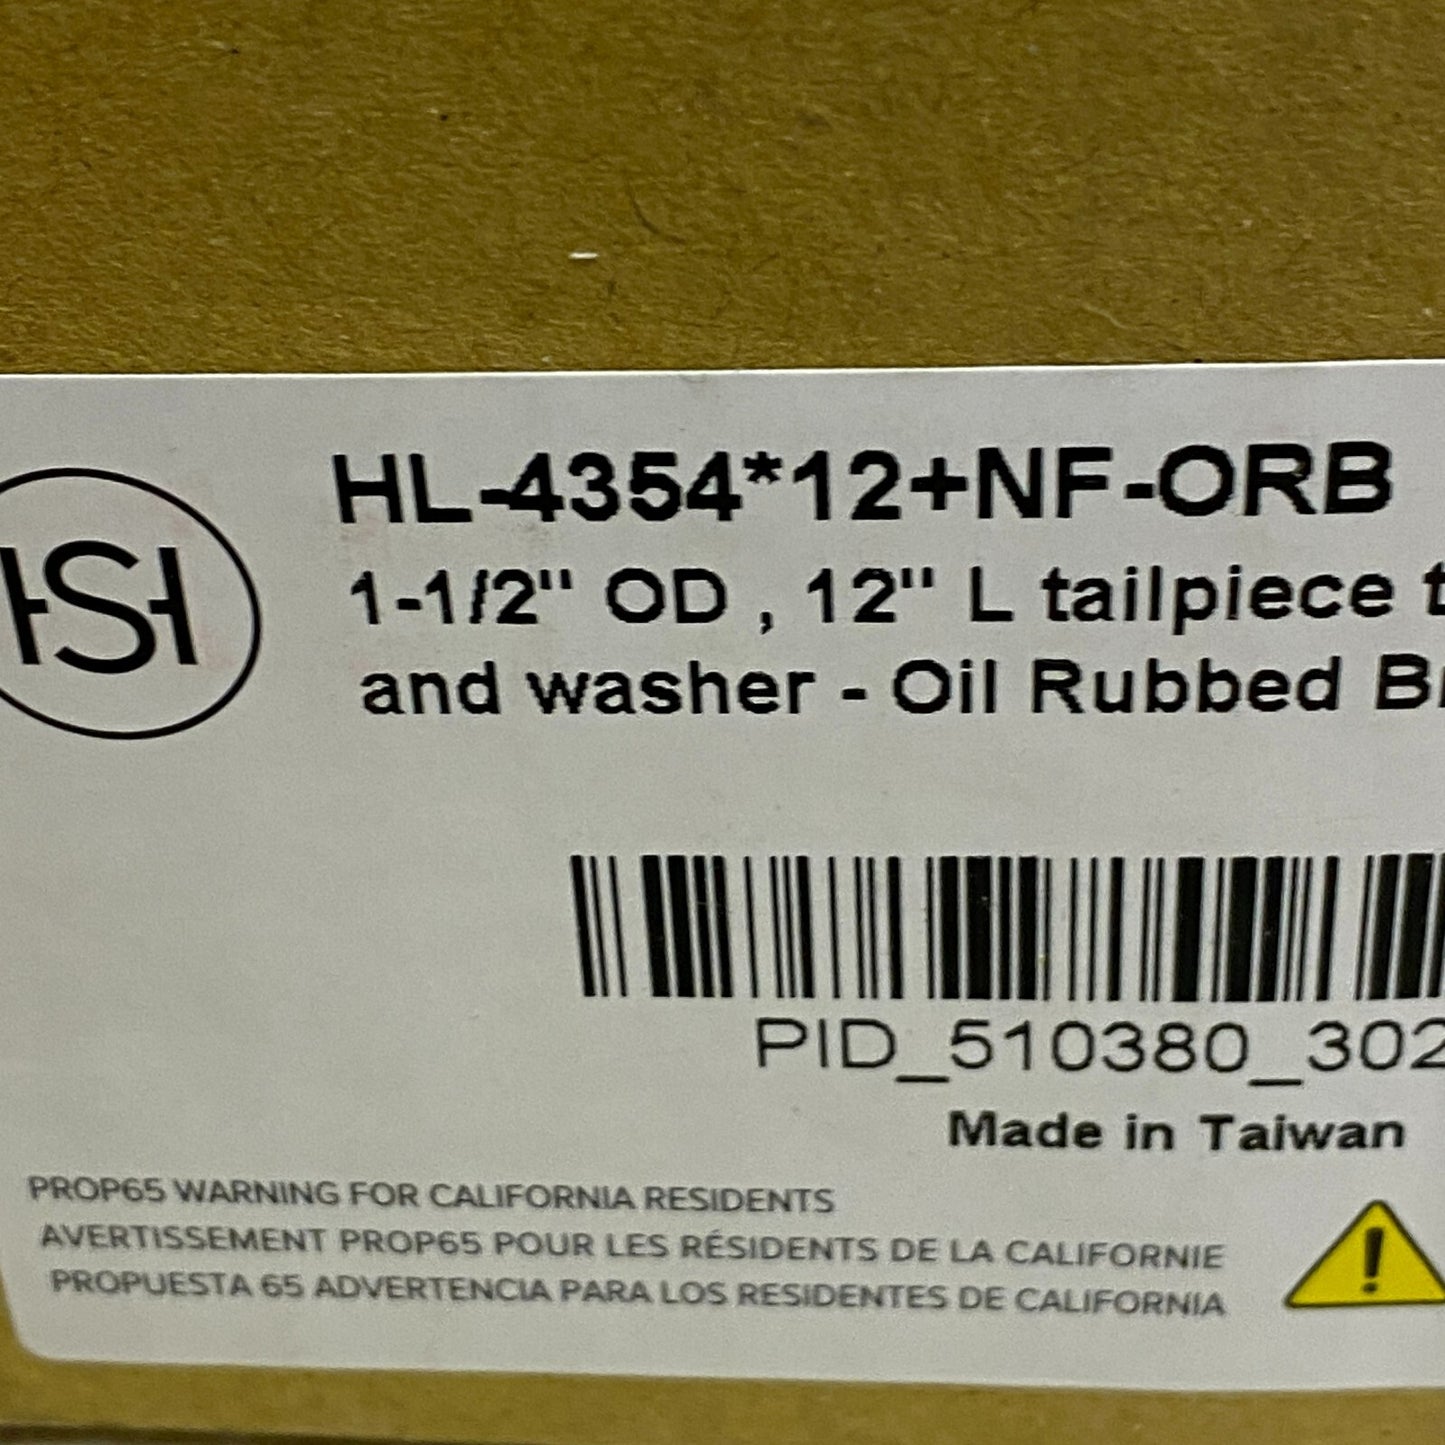 HSH
HL-4354*12+NF-ORB
1-1/2" OD , 12" L tailpiece
and washer - Oil Rubbed
PID_510380_302
Made in Taiwan
PROP65 WARNING FOR CALIFORNIA RESIDENTS
AVERTISSEMENT PROP65 POUR LES RÉSIDENTS DE LA CALIFORNIE
PROPUESTA 65 ADVERTENCIA PARA LOS RESIDENTES DE CALIFORNIA
!